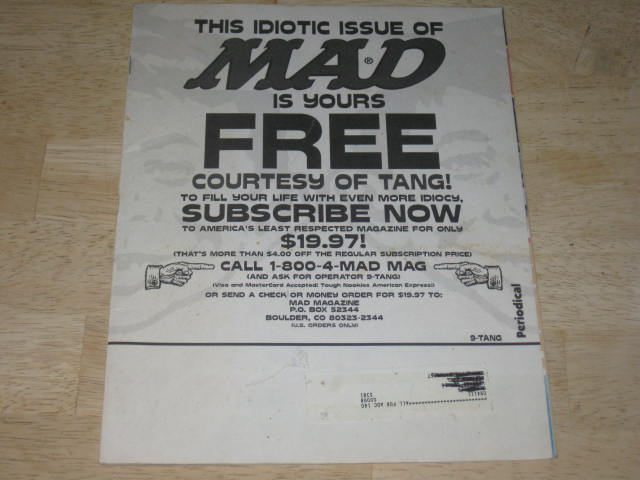 THIS IDIOTIC ISSUE OF
MAD®
IS YOURS
FREE
COURTESY OF TANG!
TO FILL YOUR LIFE WITH EVEN MORE IDIOCY,
SUBSCRIBE NOW
TO AMERICA'S LEAST RESPECTED MAGAZINE FOR ONLY
$19.97!
(THAT'S MORE THAN $4.00 OFF THE REGULAR SUBSCRIPTION PRICE)
CALL 1-800-4-MAD MAG
(AND ASK FOR OPERATOR 9-TANG)
(Visa and MasterCard Accepted! Tough Nookies American Express!)
OR SEND A CHECK OR MONEY ORDER FOR $19.97 TO:
MAD MAGAZINE
P.O. BOX 52344
BOULDER, CO 80323-2344
(U.S. ORDERS ONLY)
9-TANG
Periodical
ALL FOR ADC 140